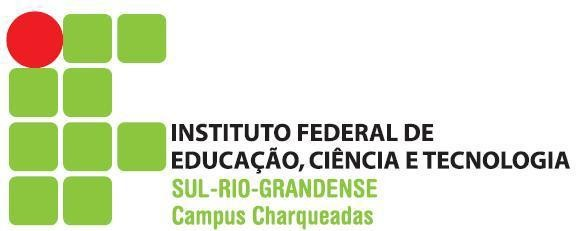 INSTITUTO FEDERAL DE
EDUCAÇÃO, CIÊNCIA E TECNOLOGIA
SUL-RIO-GRANDENSE
Campus Charqueadas